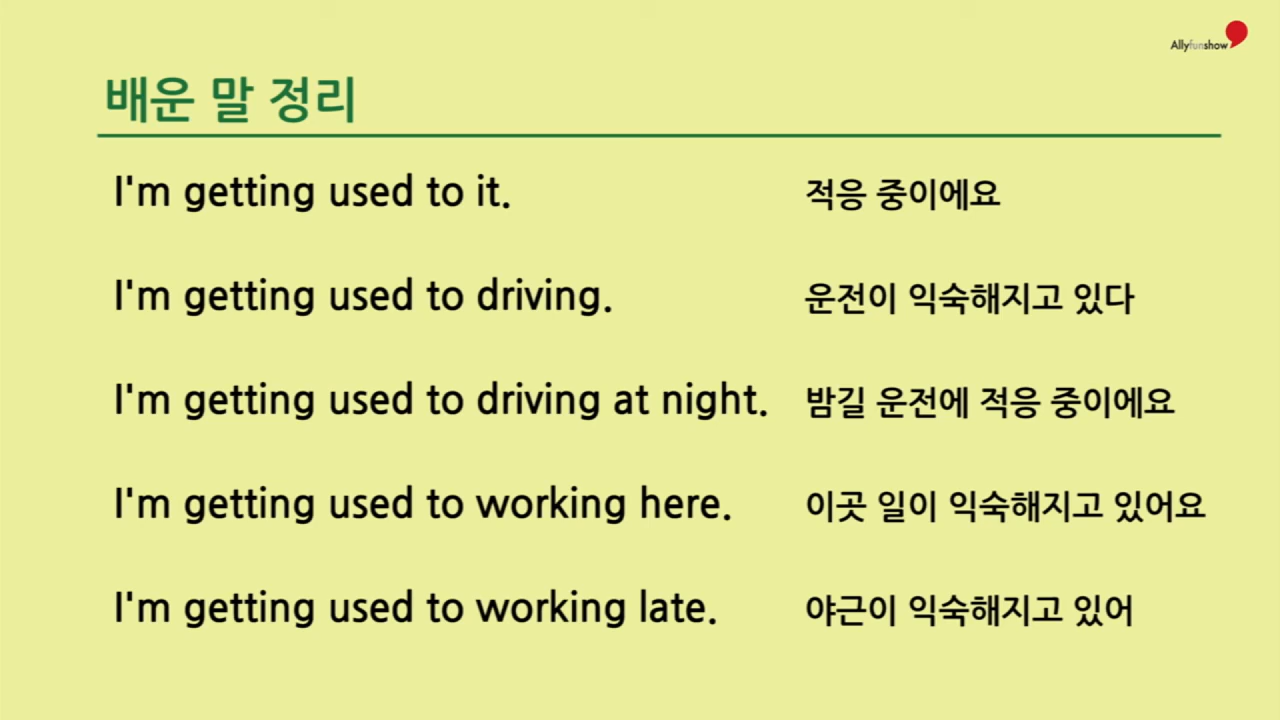 Allyfunshow
배운 말 정리
I'm getting used to it. 적응 중이에요
I'm getting used to driving. 운전이 익숙해지고 있다
I'm getting used to driving at night. 밤길 운전에 적응 중이에요
I'm getting used to working here. 이곳 일이 익숙해지고 있어요
I'm getting used to working late. 야근이 익숙해지고 있어